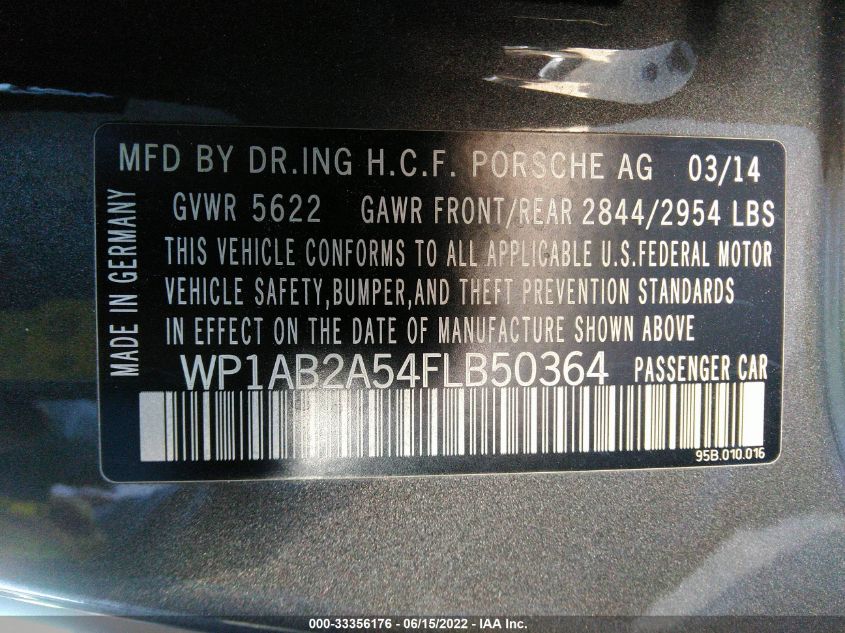 MFD BY DR.ING H.C.F. PORSCHE AG 03/14
GVWR 5622 GAWR FRONT/REAR 2844/2954 LBS
THIS VEHICLE CONFORMS TO ALL APPLICABLE U.S.FEDERAL MOTOR
VEHICLE SAFETY,BUMPER,AND THEFT PREVENTION STANDARDS
IN EFFECT ON THE DATE OF MANUFACTURE SHOWN ABOVE
WP1AB2A54FLB50364 PASSENGER CAR
MADE IN GERMANY
95B.010.016
000-33356176 - 06/15/2022 - IAA Inc.